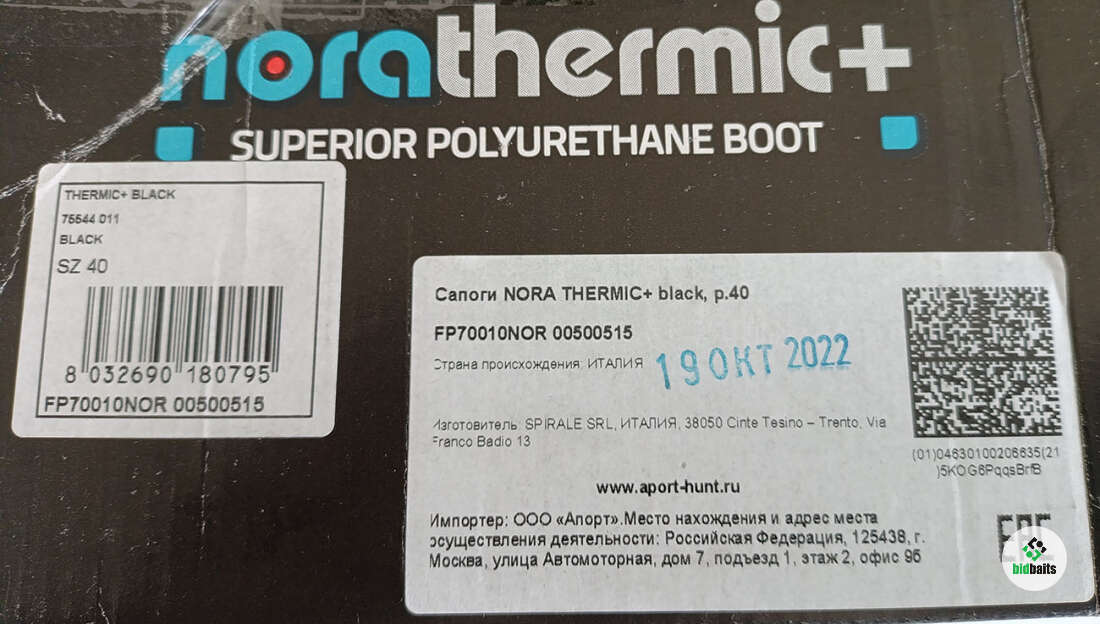 norathermic+
SUPERIOR POLYURETHANE BOOT
THERMIC+ BLACK
75544 011
BLACK
SZ 40
8 032690 180795
FP70010NOR 00500515
Сапоги NORA THERMIC+ black, р.40
FP70010NOR 00500515
Страна происхождения: ИТАЛИЯ
19 ОКТ 2022
Изготовитель: SPIRALE SRL, ИТАЛИЯ, 38050 Cinte Tesino – Trento, Via
Franco Badio 13
(01)04630100206635(21
)5KOG6PqqsBrfB
www.aport-hunt.ru
Импортер: ООО «Апорт».Место нахождения и адрес места
осуществления деятельности: Российская Федерация, 125438, г.
Москва, улица Автомоторная, дом 7, подъезд 1, этаж 2, офис 9б
EAC
bidbaits